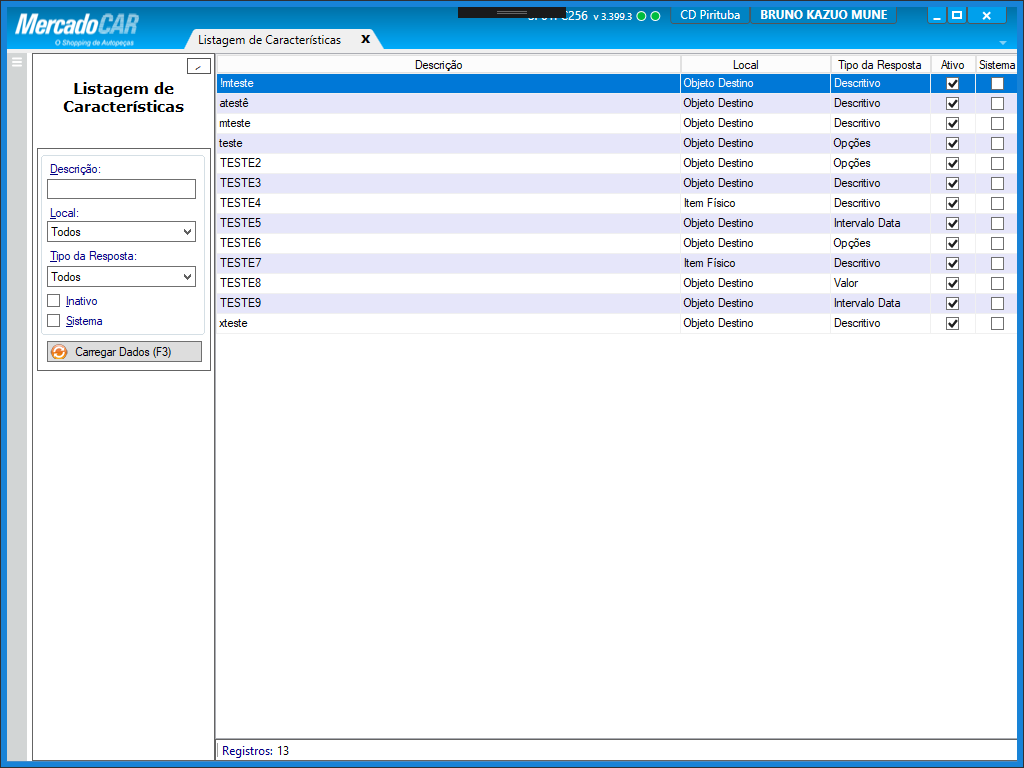 MercadoCAR
O Shopping de Autopeças
Listagem de Características X
C256 v 3.399.3
CD Pirituba
BRUNO KAZUO MUNE
Listagem de
Características
Descrição:
Local:
Todos
Tipo da Resposta:
Todos
Inativo
Sistema
Carregar Dados (F3)
Descrição Local Tipo da Resposta Ativo Sistema
!mteste Objeto Destino Descritivo
atestê Objeto Destino Descritivo
mteste Objeto Destino Descritivo
teste Objeto Destino Opções
TESTE2 Objeto Destino Opções
TESTE3 Objeto Destino Descritivo
TESTE4 Item Físico Descritivo
TESTE5 Objeto Destino Intervalo Data
TESTE6 Objeto Destino Opções
TESTE7 Item Físico Descritivo
TESTE8 Objeto Destino Valor
TESTE9 Objeto Destino Intervalo Data
xteste Objeto Destino Descritivo
Registros: 13